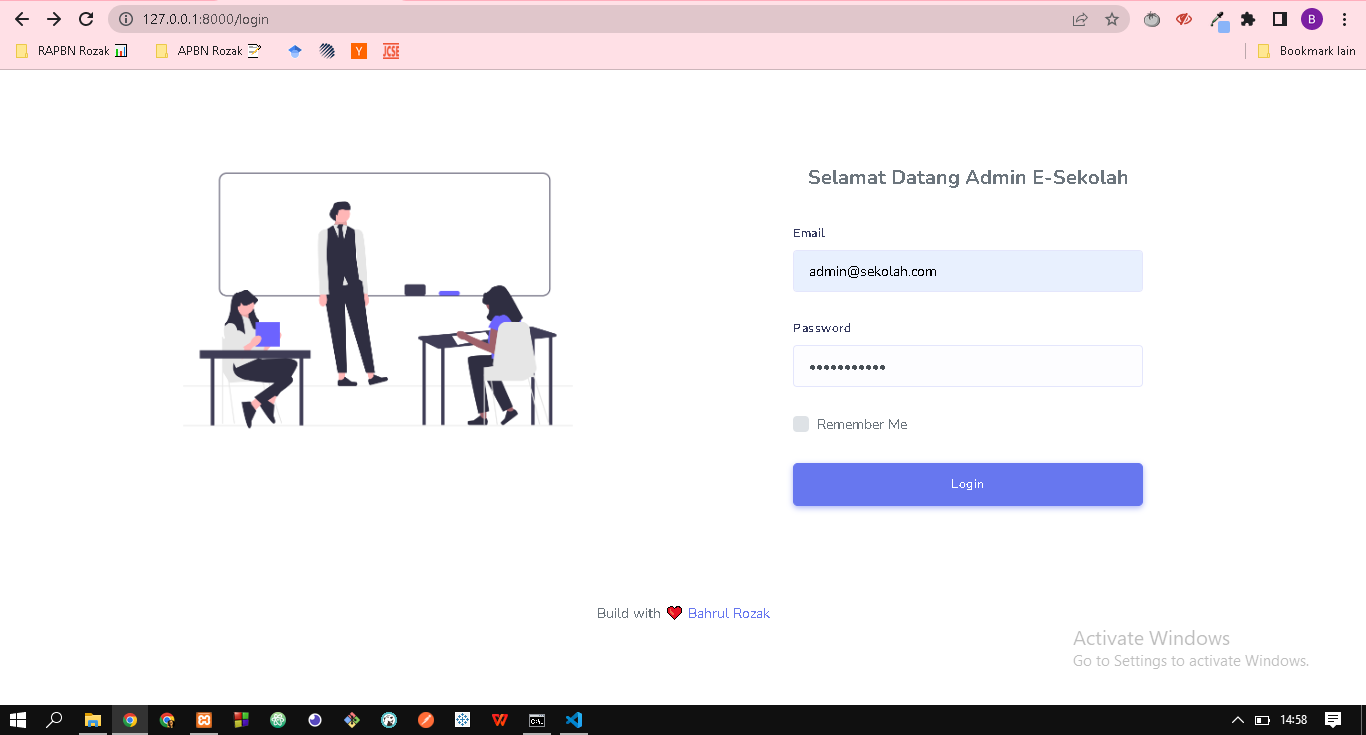 127.0.0.1:8000/login
B
RAPBN Rozak
APBN Rozak
Y
JCSE
Bookmark lain
Selamat Datang Admin E-Sekolah
Email
admin@sekolah.com
Password
Remember Me
Login
Build with ❤ Bahrul Rozak
Activate Windows
Go to Settings to activate Windows.
14:58